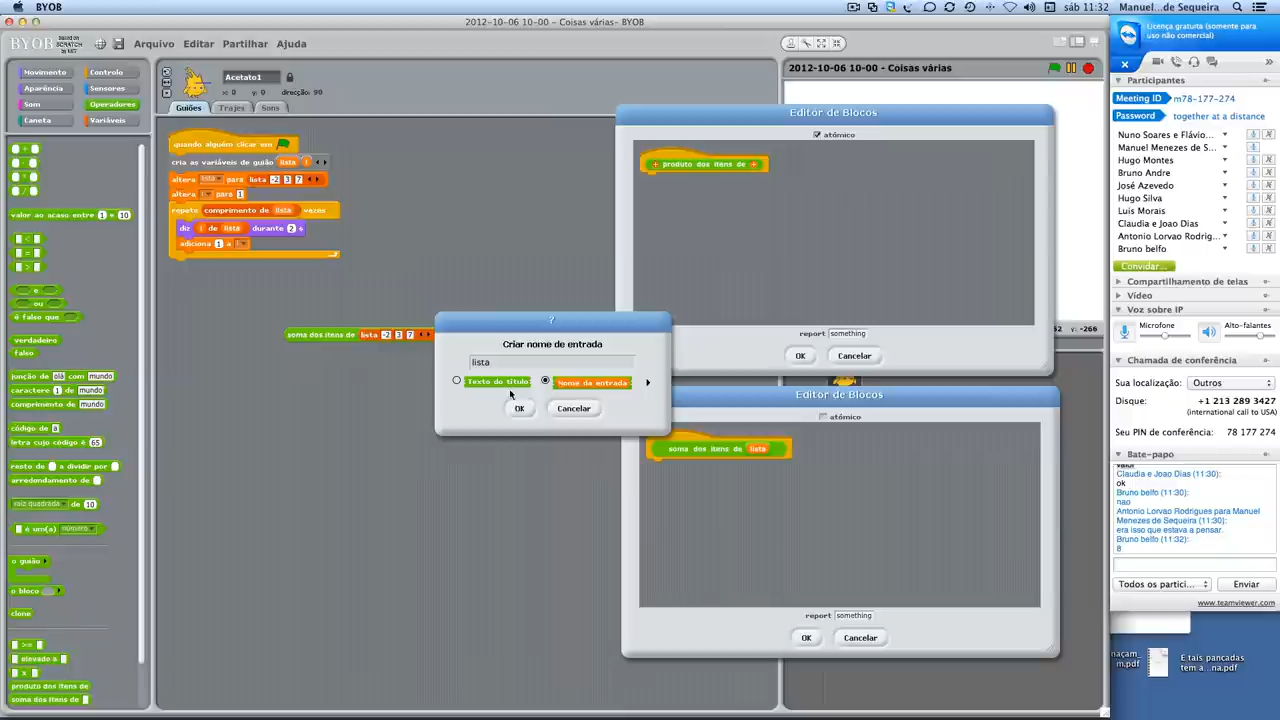 BYOB
sáb 11:32 Manuel...de Sequeira
2012-10-06 10-00 - Coisas várias- BYOB
BYOB
Arquivo Editar Partilhar Ajuda
Movimento Controlo
Aparência Sensores
Som Operadores
Caneta Variáveis
+
-
*
/
valor ao acaso entre 1 e 10
<
=
>
e
ou
é falso que
verdadeiro
falso
junção de olá com mundo
caractere 1 de mundo
comprimento de mundo
código de a
letra cujo código é 65
resto de a dividir por
arredondamento de
raiz quadrada de 10
é um(a) número
o guião
o bloco
clone
>=
elevado a
x
produto dos itens de
soma dos itens de
Acetato1
x: 0 y: 0 direcção: 90
Guiões Trajes Sons
quando alguém clicar em
cria as variáveis de guião lista i
altera lista para lista -2 3 7
altera i para 1
repete comprimento de lista vezes
diz i de lista durante 2 s
adiciona 1 a i
soma dos itens de lista -2 3 7
2012-10-06 10-00 - Coisas várias
Editor de Blocos
atómico
+ produto dos itens de +
report something
OK Cancelar
?
Criar nome de entrada
lista
Texto do título Nome da entrada
OK Cancelar
-266
Editor de Blocos
atómico
soma dos itens de lista
report something
OK Cancelar
Licença gratuita (somente para
uso não comercial)
Participantes
Meeting ID m78-177-274
Password together at a distance
Nuno Soares e Flávio...
Manuel Menezes de S...
Hugo Montes
Bruno Andre
José Azevedo
Hugo Silva
Luis Morais
Claudia e Joao Dias
Antonio Lorvao Rodrig...
Bruno belfo
Convidar...
Compartilhamento de telas
Vídeo
Voz sobre IP
Microfone Alto-falantes
Chamada de conferência
Sua localização: Outros
Disque: +1 213 289 3427
(international call to USA)
Seu PIN de conferência: 78 177 274
Bate-papo
valor
Claudia e Joao Dias (11:30):
ok
Bruno belfo (11:30):
nao
Antonio Lorvao Rodrigues para Manuel
Menezes de Sequeira (11:30):
era isso que estava a pensar.
Bruno belfo (11:32):
8
Todos os partici... Enviar
www.teamviewer.com
naçam...
m.pdf
E tais pancadas
tem a...na.pdf